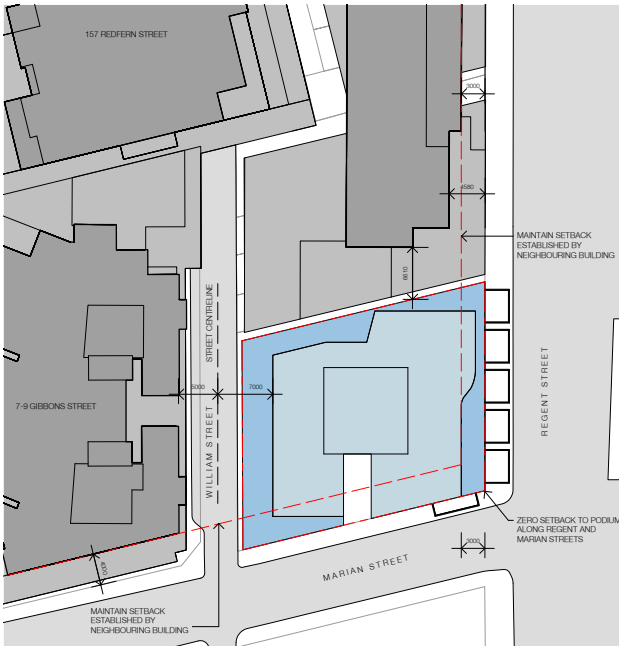 157 REDFERN STREET
3000
4580
MAINTAIN SETBACK
ESTABLISHED BY
NEIGHBOURING BUILDING
6610
STREET CENTRELINE
WILLIAM STREET
5000
7000
7-9 GIBBONS STREET
REGENT STREET
ZERO SETBACK TO PODIUM
ALONG REGENT AND
MARIAN STREETS
3000
MARIAN STREET
4000
MAINTAIN SETBACK
ESTABLISHED BY
NEIGHBOURING BUILDING